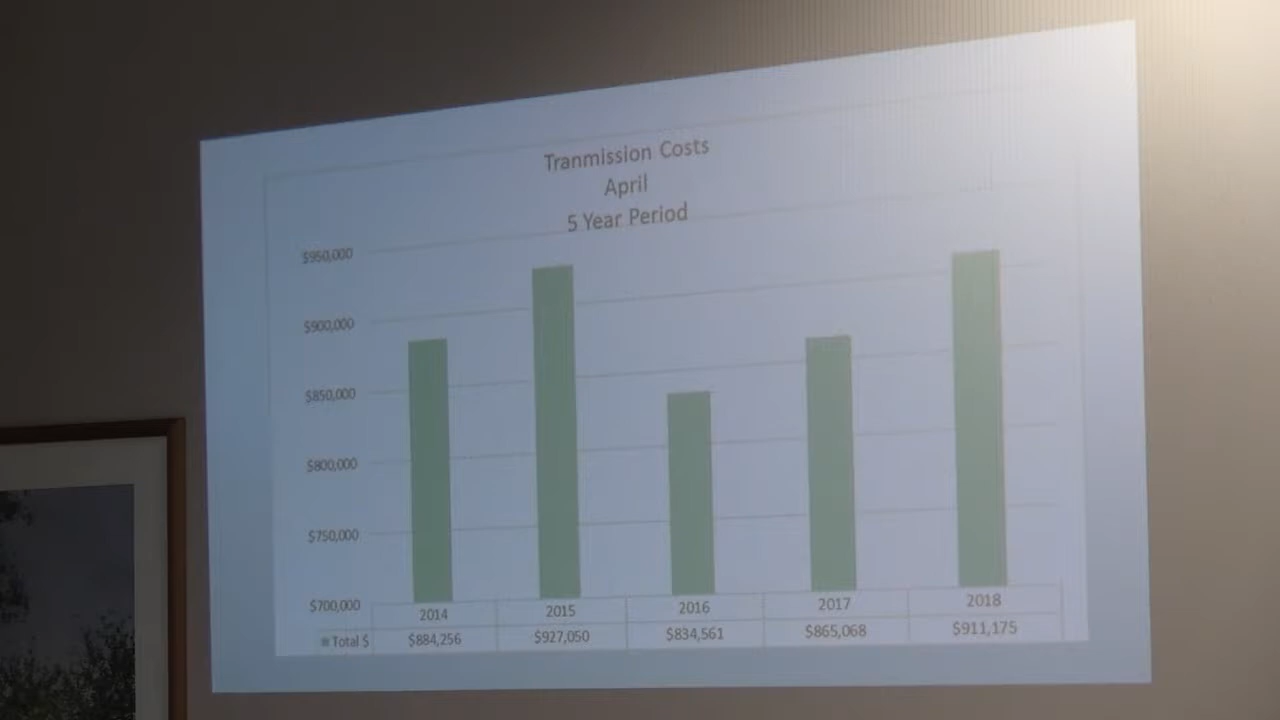 Tranmission Costs
April
5 Year Period
$950,000
$900,000
$850,000
$800,000
$750,000
$700,000
2014 2015 2016 2017 2018
Total $ $884,256 $927,050 $834,561 $865,068 $911,175